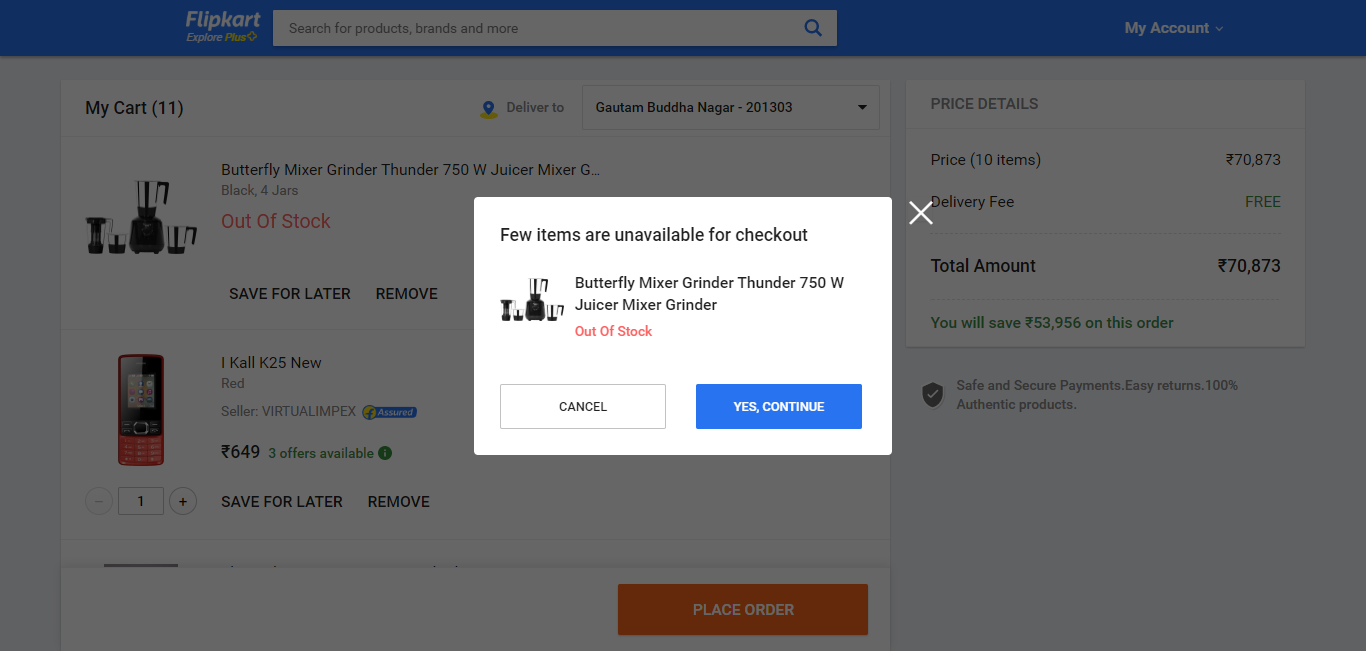 Flipkart
Explore Plus
Search for products, brands and more
My Account
My Cart (11)
Deliver to
Gautam Buddha Nagar - 201303
Butterfly Mixer Grinder Thunder 750 W Juicer Mixer G...
Black, 4 Jars
Out Of Stock
SAVE FOR LATER REMOVE
I Kall K25 New
Red
Seller: VIRTUALIMPEX
Assured
₹649 3 offers available
1
SAVE FOR LATER REMOVE
PLACE ORDER
Few items are unavailable for checkout
Butterfly Mixer Grinder Thunder 750 W
Juicer Mixer Grinder
Out Of Stock
CANCEL
YES, CONTINUE
PRICE DETAILS
Price (10 items) ₹70,873
Delivery Fee FREE
Total Amount ₹70,873
You will save ₹53,956 on this order
Safe and Secure Payments.Easy returns.100%
Authentic products.